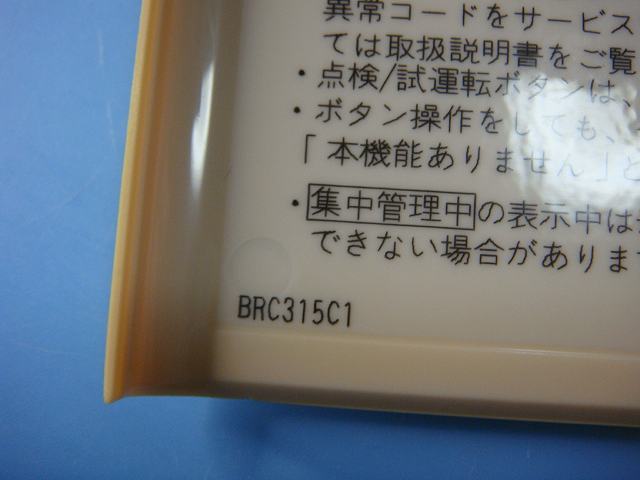 異常コードをサービス
ては取扱説明書をご覧
・点検/試運転ボタンは、
・ボタン操作をしても、
「本機能ありません」と
・集中管理中の表示中は
できない場合がありま
BRC315C1